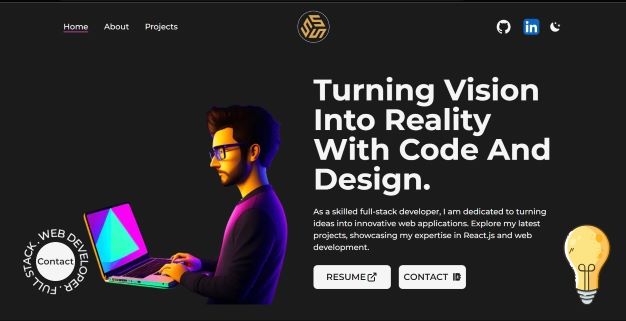 Home About Projects
Turning Vision
Into Reality
With Code And
Design.
As a skilled full-stack developer, I am dedicated to turning
ideas into innovative web applications. Explore my latest
projects, showcasing my expertise in React.js and web
development.
RESUME CONTACT
WEB DEVELOPER . FULL STACK .
Contact
in